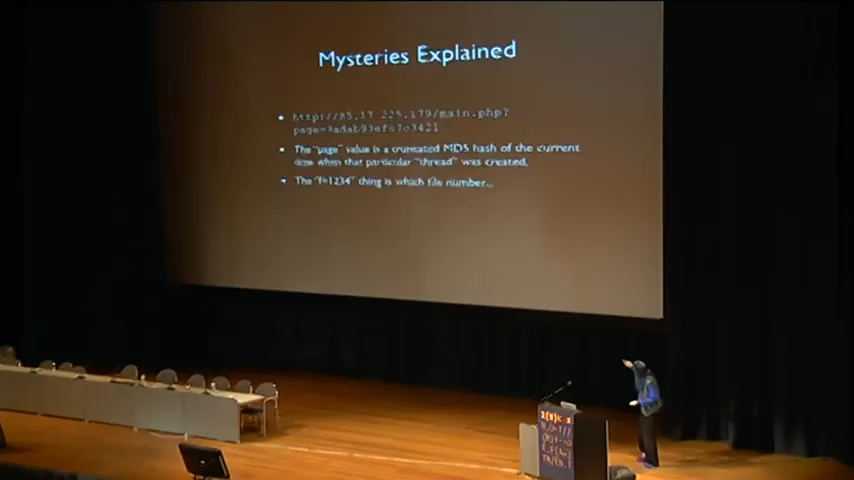 Mysteries Explained
http://85.17.225.179/main.php?
page=
The "page" value is a truncated MD5 hash of the current
time when that particular "thread" was created.
The "f=1234" thing is which file number...